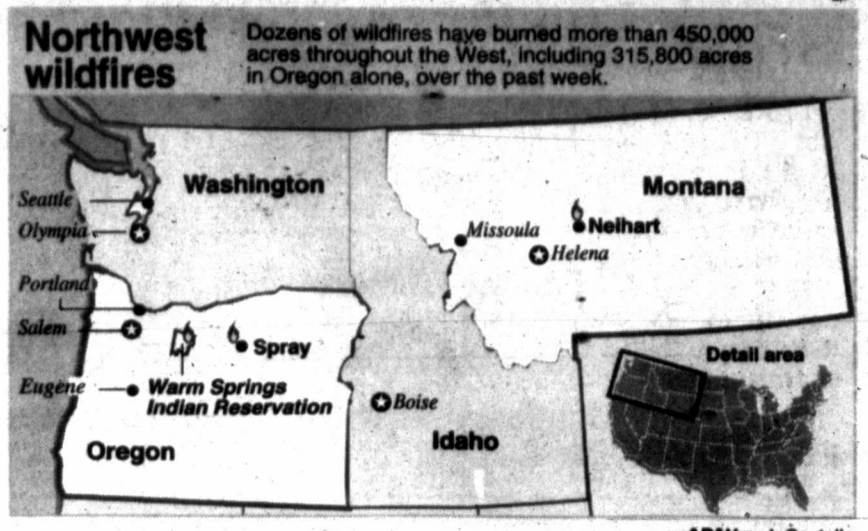 Northwest
wildfires
Dozens of wildfires have burned more than 450,000
acres throughout the West, including 315,800 acres
in Oregon alone, over the past week.
Washington
Montana
Seattle
Olympia
Missoula
Neihart
Helena
Portland
Salem
Spray
Detail area
Eugene
Warm Springs
Indian Reservation
Boise
Oregon
Idaho